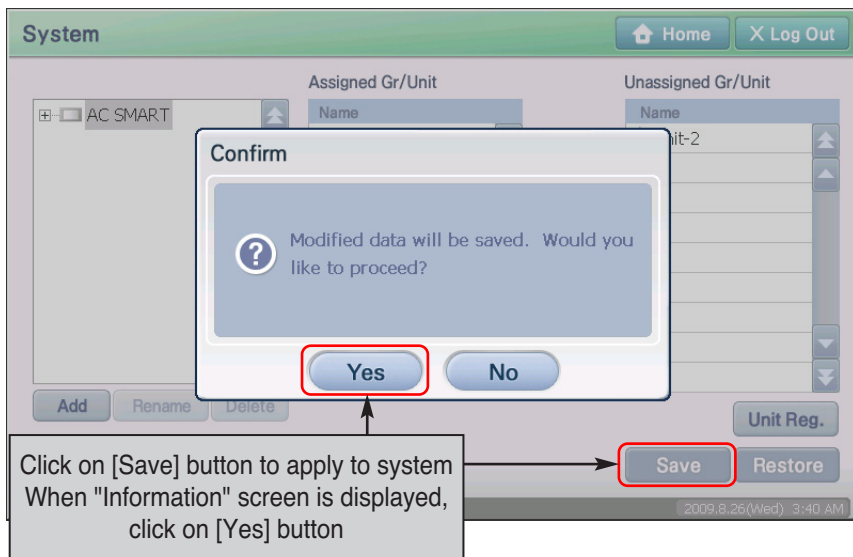 System
Home
X Log Out
Assigned Gr/Unit
Unassigned Gr/Unit
AC SMART
Name
Name
Confirm
Modified data will be saved. Would you
like to proceed?
Yes
No
Add
Rename
Delete
Unit Reg.
Save
Restore
Click on [Save] button to apply to system
When "Information" screen is displayed,
click on [Yes] button
2009.8.26(Wed) 3:40 AM